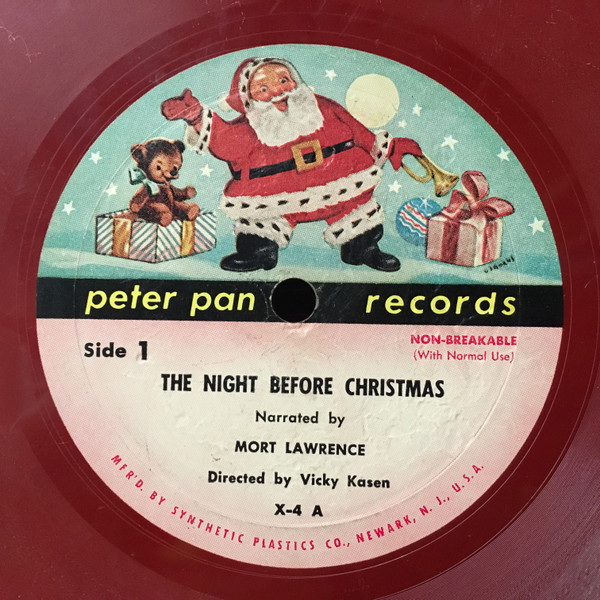 peter pan records
Side 1
NON-BREAKABLE
(With Normal Use)
THE NIGHT BEFORE CHRISTMAS
Narrated by
MORT LAWRENCE
Directed by Vicky Kasen
X-4 A
MFR'D. BY SYNTHETIC PLASTICS CO., NEWARK, N. J., U.S.A.